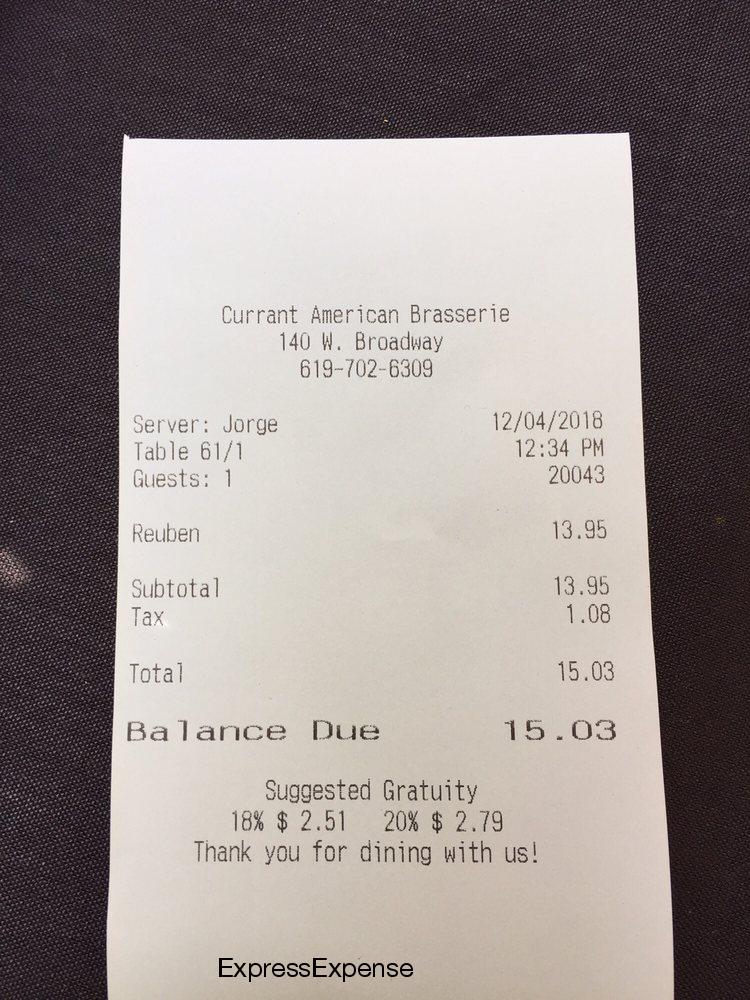 Currant American Brasserie
140 W. Broadway
619-702-6309
Server: Jorge 12/04/2018
Table 61/1 12:34 PM
Guests: 1 20043
Reuben 13.95
Subtotal 13.95
Tax 1.08
Total 15.03
Balance Due 15.03
Suggested Gratuity
18% $ 2.51 20% $ 2.79
Thank you for dining with us!
ExpressExpense